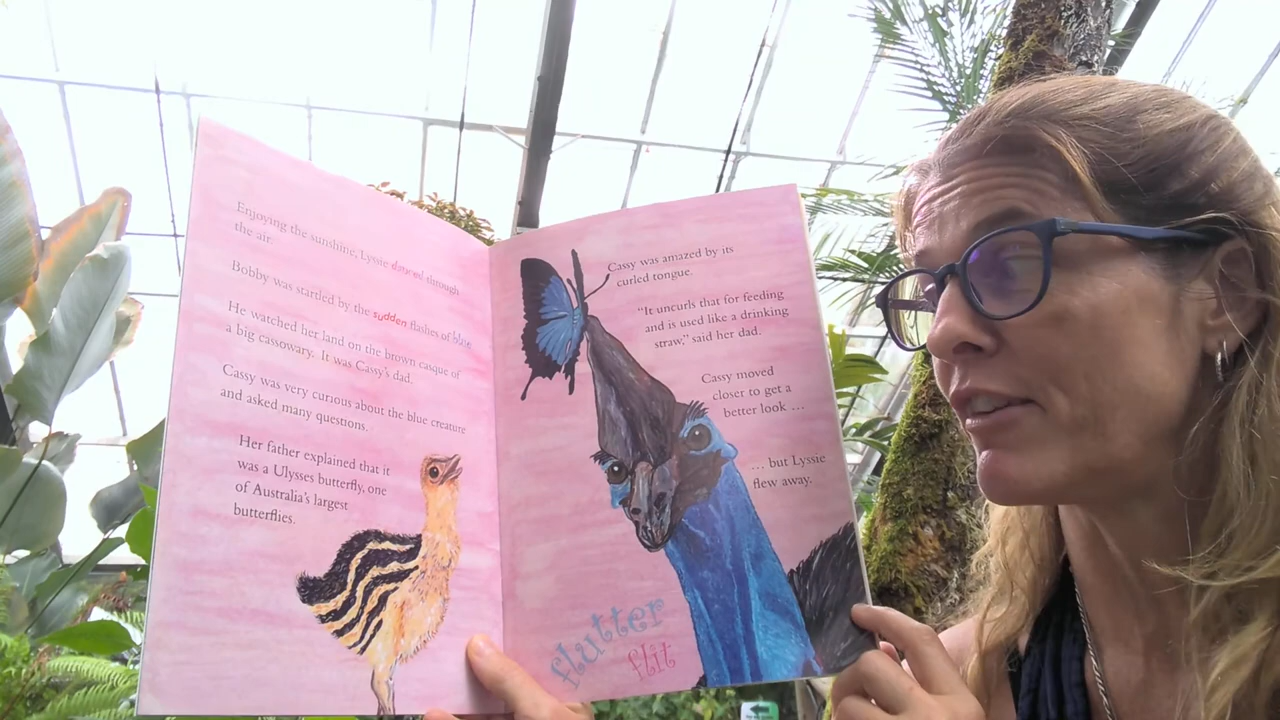 Enjoying the sunshine, Lyssie danced through
the air.
Bobby was startled by the sudden flashes of blue
He watched her land on the brown casque of
a big cassowary. It was Cassy's dad.
Cassy was very curious about the blue creature
and asked many questions.
Her father explained that it
was a Ulysses butterfly, one
of Australia's largest
butterflies.
Cassy was amazed by its
curled tongue.
"It uncurls that for feeding
and is used like a drinking
straw," said her dad.
Cassy moved
closer to get a
better look ...
... but Lyssie
flew away.
flutter
flit